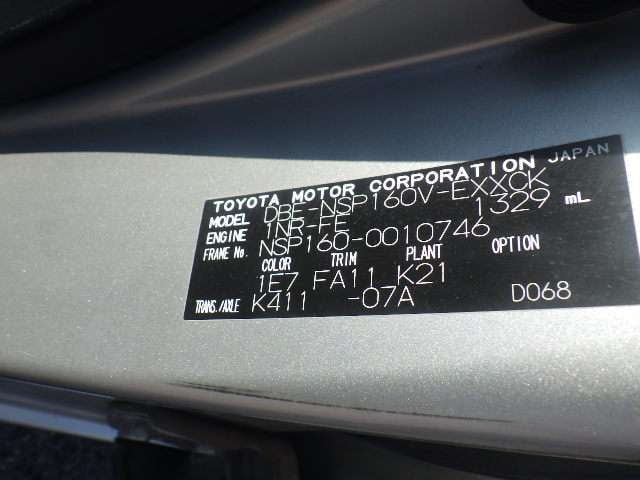 TOYOTA MOTOR CORPORATION JAPAN
MODEL DBE-NSP160V-EXXCK
ENGINE 1NR-FE 1329 mL
FRAME No. NSP160-0010746
COLOR TRIM PLANT OPTION
1E7 FA11 K21
TRANS./AXLE K411 -07A D068